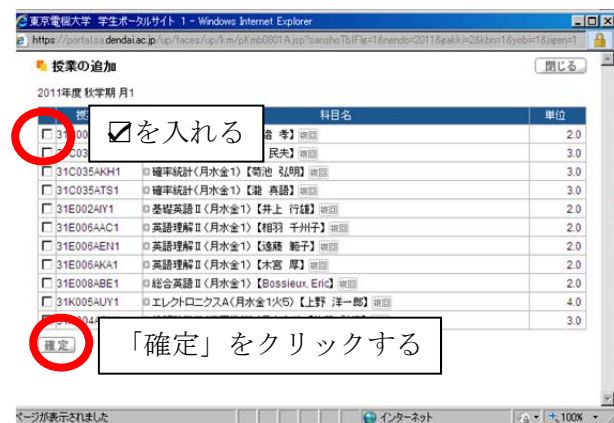 東京電機大学 学生ポータルサイト 1 - Windows Internet Explorer
https://portal.sa.dendai.ac.jp/up/faces/up/km/pKmb0801A.jsp?sanshoTblFlg=1&nendo=2011&gakki=2&kbn=1&yobi=1&jigen=1
授業の追加
閉じる
2011年度 秋学期 月1
科目名 単位
☑を入れる
2.0
民夫】 3.0
31C035AKH1 確率統計(月水金1)【菊池 弘明】 3.0
31C035ATS1 確率統計(月水金1)【瀧 真語】 3.0
31E002AIY1 基礎英語Ⅱ(月水金1)【井上 行雄】 2.0
31E006AAC1 英語理解Ⅱ(月水金1)【相羽 千州子】 2.0
31E006AEN1 英語理解Ⅱ(月水金1)【遠藤 範子】 2.0
31E006AKA1 英語理解Ⅱ(月水金1)【木宮 厚】 2.0
31E008ABE1 総合英語Ⅱ(月水金1)【Bossieux, Eric】 2.0
31K005AUY1 エレクトロニクスA(月水金1火5)【上野 洋一郎】 4.0
3.0
確定
「確定」をクリックする
ページが表示されました インターネット 100%